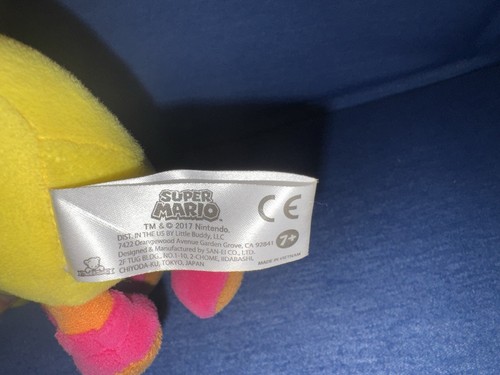 SUPER
MARIO
TM & © 2017 Nintendo.
DIST. IN THE US BY Little Buddy, LLC
7422 Orangewood Avenue Garden Grove, CA 92841
Designed & Manufactured by SAN-EI CO., LTD.
2F TUG BLDG., NO.1-10, 2-CHOME, IIDABASHI,
CHIYODA-KU, TOKYO, JAPAN
CE
7+
MADE IN VIETNAM